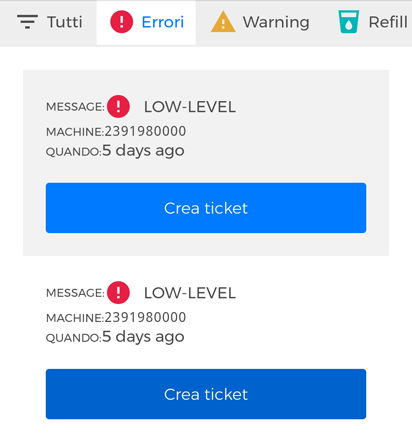 Tutti Errori Warning Refill
MESSAGE: LOW-LEVEL
MACHINE:2391980000
QUANDO:5 days ago
Crea ticket
MESSAGE: LOW-LEVEL
MACHINE:2391980000
QUANDO:5 days ago
Crea ticket